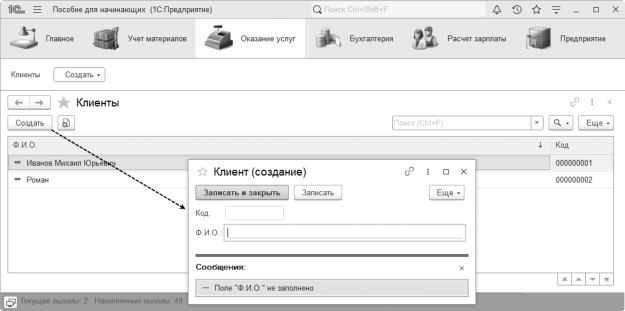 1С Пособие для начинающих (1С:Предприятие) Поиск Ctrl+Shift+F
Главное Учет материалов Оказание услуг Бухгалтерия Расчет зарплаты Предприятие
Клиенты Создать
Клиенты
Создать Поиск (Ctrl+F) × Еще
Ф.И.О. ↓ Код
Иванов Михаил Юрьевич 000000001
Роман 000000002
Клиент (создание)
Записать и закрыть Записать Еще
Код:
Ф.И.О.:
Сообщения: ×
— Поле "Ф.И.О." не заполнено
Текущие вызовы: 2 Накопленные вызовы: 49